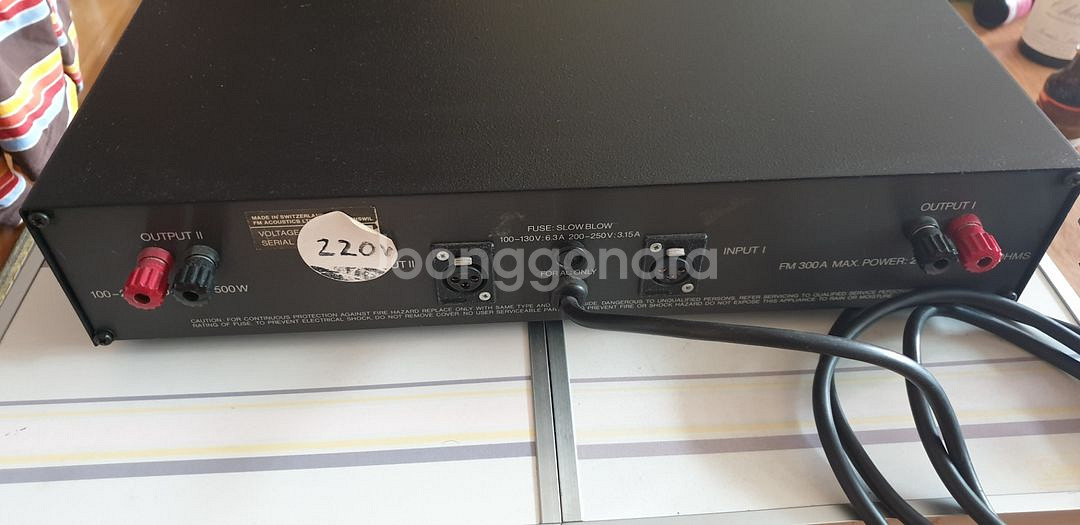 OUTPUT II
MADE IN SWITZERLAND
FM ACOUSTICS
VOLTAGE
SERIAL
220V
FUSE: SLOW BLOW
100-130V: 6.3A 200-250V: 3.15A
FOR AC ONLY
INPUT I
OUTPUT I
FM 300A MAX. POWER:
OHMS
500W
CAUTION: FOR CONTINUOUS PROTECTION AGAINST FIRE HAZARD REPLACE ONLY WITH SAME TYPE AND
RATING OF FUSE. TO PREVENT ELECTRICAL SHOCK, DO NOT REMOVE COVER. NO USER SERVICEABLE
DANGEROUS TO UNQUALIFIED PERSONS. REFER SERVICING TO QUALIFIED SERVICE
PREVENT FIRE OR SHOCK HAZARD DO NOT EXPOSE THIS APPLIANCE TO RAIN OR MOISTURE
joonggonara